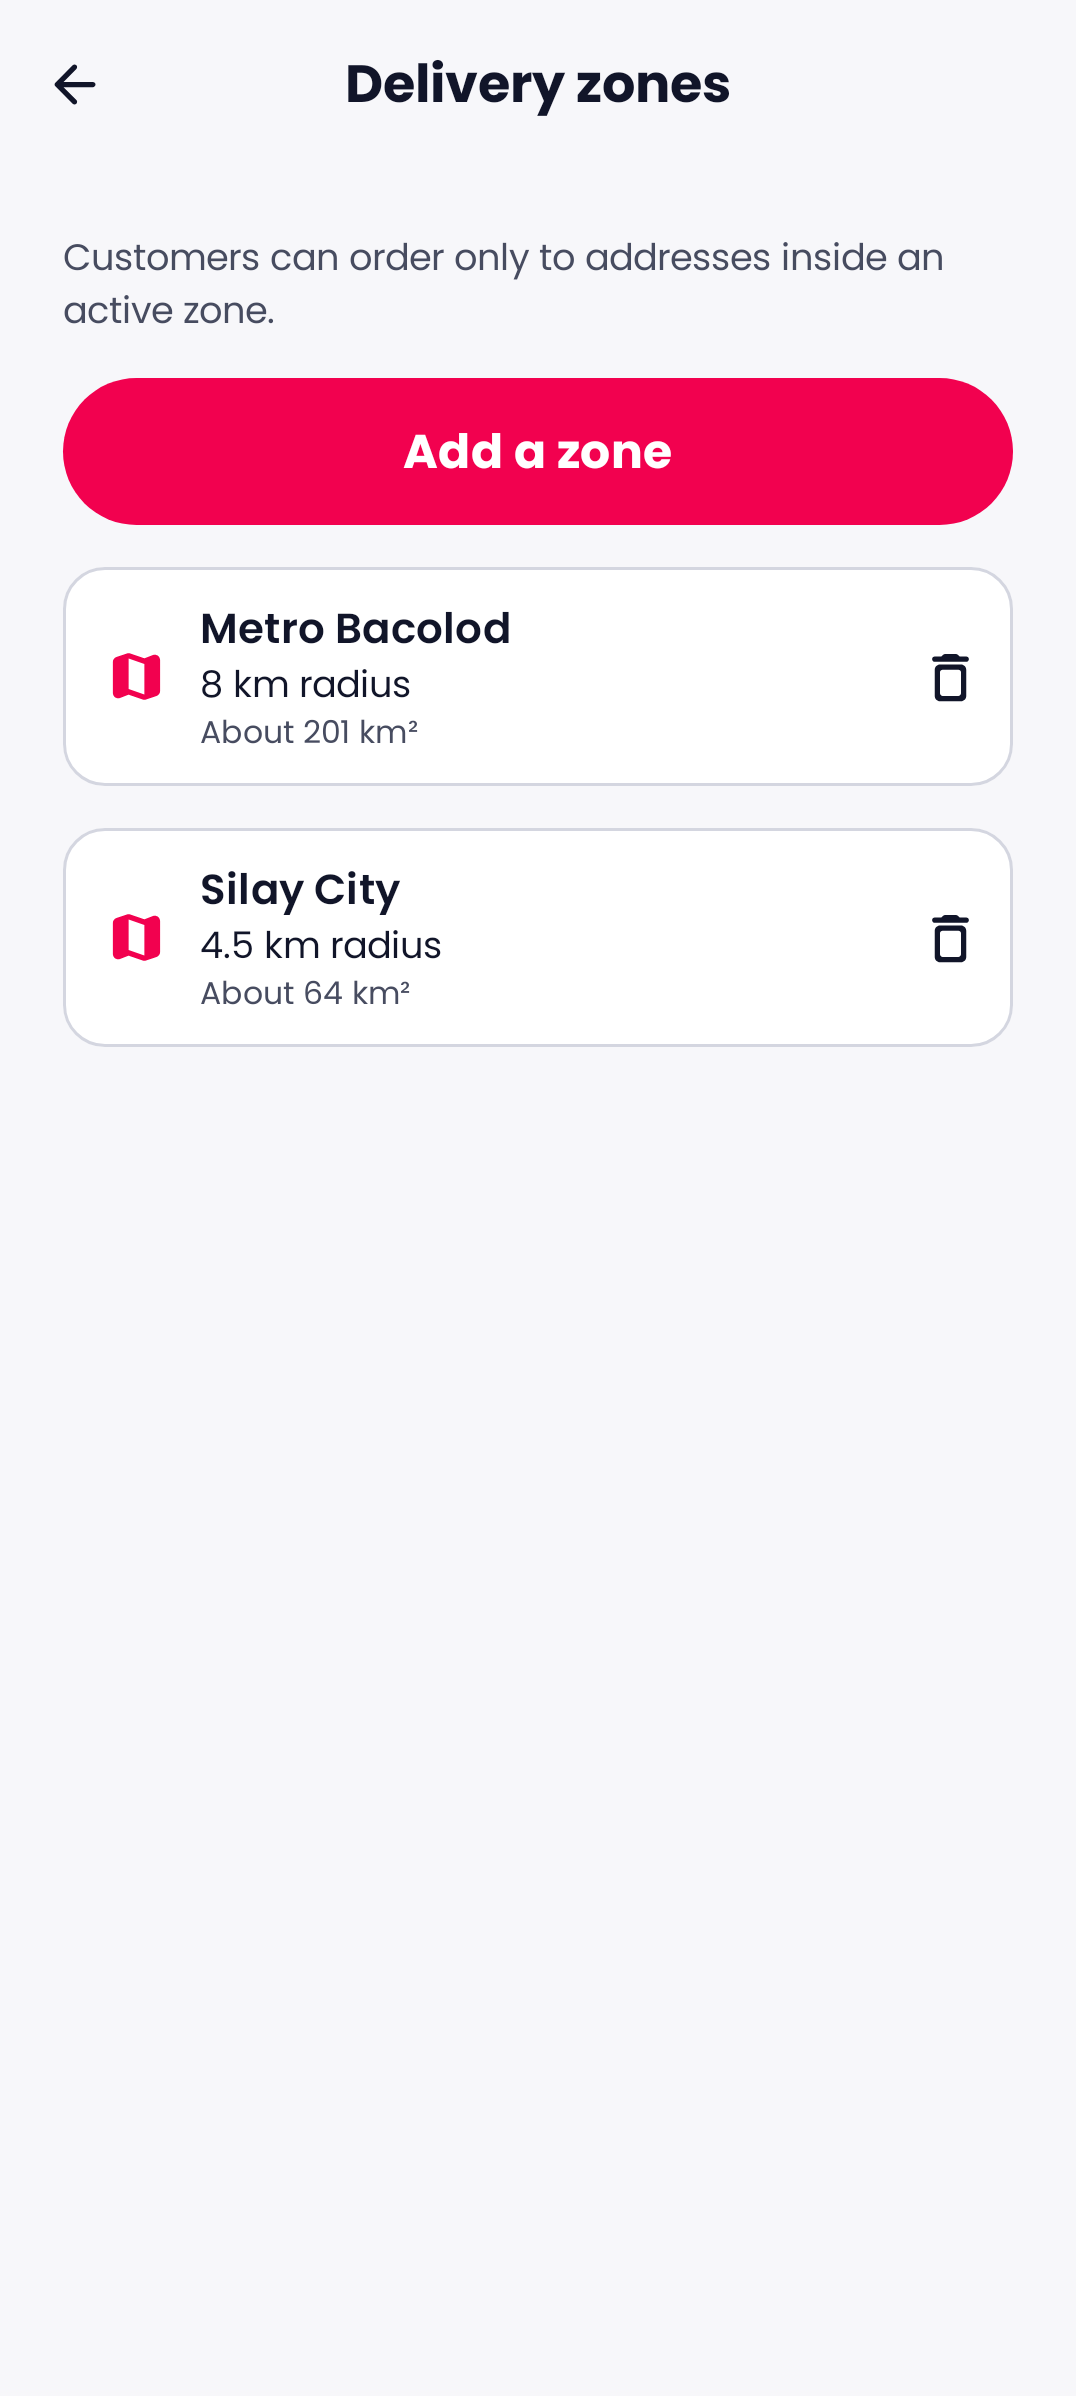 Delivery zones
Customers can order only to addresses inside an
active zone.
Add a zone
Metro Bacolod
8 km radius
About 201 km²
Silay City
4.5 km radius
About 64 km²